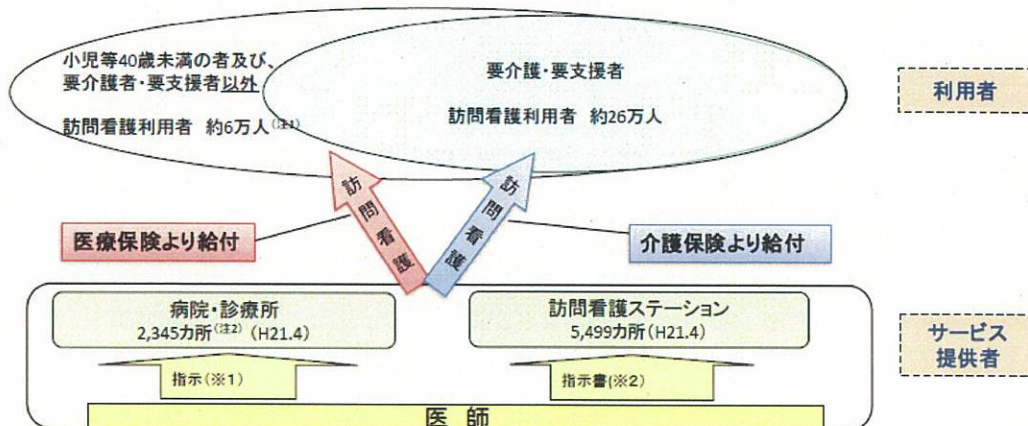 小児等40歳未満の者及び、
要介護者・要支援者以外
訪問看護利用者 約6万人(注1)
要介護・要支援者
訪問看護利用者 約26万人
利用者
訪問看護
訪問看護
医療保険より給付
介護保険より給付
病院・診療所
2,345カ所(注2) (H21.4)
訪問看護ステーション
5,499カ所(H21.4)
サービス
提供者
指示(※1)
指示書(※2)
医 師